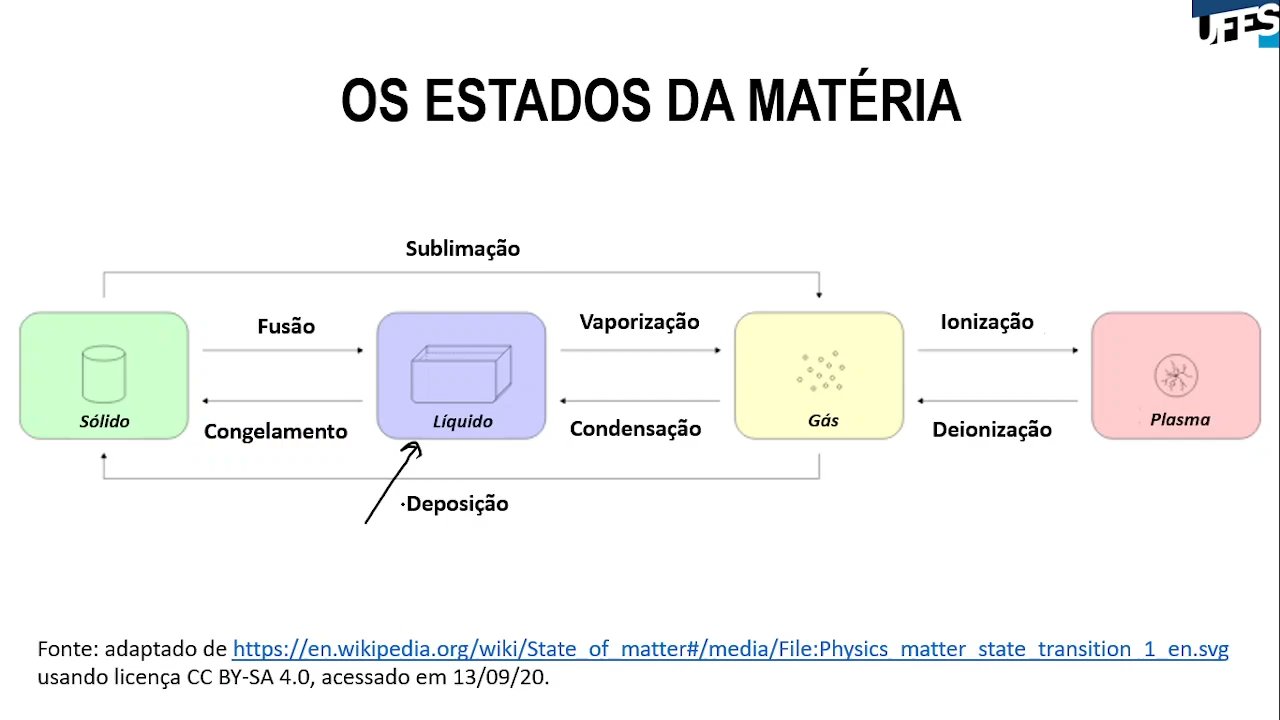 UFES
OS ESTADOS DA MATÉRIA
Sublimação
Fusão
Vaporização
Ionização
Sólido
Líquido
Gás
Plasma
Congelamento
Condensação
Deionização
Deposição
Fonte: adaptado de https://en.wikipedia.org/wiki/State_of_matter#/media/File:Physics_matter_state_transition_1_en.svg
usando licença CC BY-SA 4.0, acessado em 13/09/20.